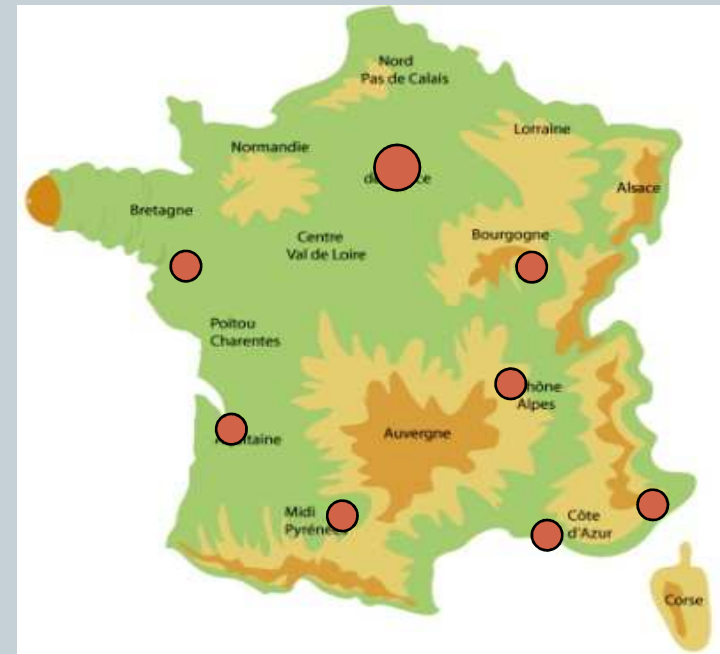 Nord
Pas de Calais
Lorraine
Normandie
Alsace
Bretagne
Bourgogne
Centre
Val de Loire
Poitou
Charentes
Alpes
Auvergne
Midi
Côte
d'Azur
Corse